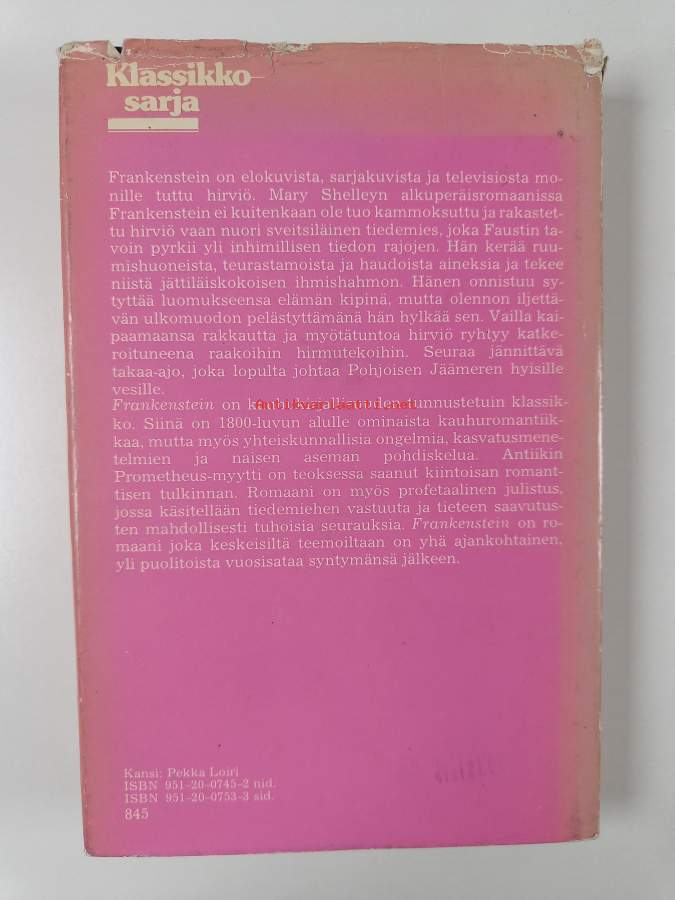 Klassikko-
sarja
Frankenstein on elokuvista, sarjakuvista ja televisiosta mo-
nille tuttu hirviö. Mary Shelleyn alkuperäisromaanissa
Frankenstein ei kuitenkaan ole tuo kammoksuttu ja rakastet-
tu hirviö vaan nuori sveitsiläinen tiedemies, joka Faustin ta-
voin pyrkii yli inhimillisen tiedon rajojen. Hän kerää ruu-
mishuoneista, teurastamoista ja haudoista aineksia ja tekee
niistä jättiläiskokoisen ihmishahmon. Hänen onnistuu sy-
tyttää luomukseensa elämän kipinä, mutta olennon iljettä-
vän ulkomuodon pelästyttämänä hän hylkää sen. Vailla kai-
paamaansa rakkautta ja myötätuntoa hirviö ryhtyy katke-
roituneena raakoihin hirmutekoihin. Seuraa jännittävä
takaa-ajo, joka lopulta johtaa Pohjoisen Jäämeren hyisille
vesille.
Frankenstein on kauhukirjallisuuden tunnustetuin klassik-
ko. Siinä on 1800-luvun alulle ominaista kauhuromantiik-
kaa, mutta myös yhteiskunnallisia ongelmia, kasvatusmene-
telmien ja naisen aseman pohdiskelua. Antiikin
Prometheus-myytti on teoksessa saanut kiintoisan romant-
tisen tulkinnan. Romaani on myös profetaalinen julistus,
jossa käsitellään tiedemiehen vastuuta ja tieteen saavutus-
ten mahdollisesti tuhoisia seurauksia. Frankenstein on ro-
maani joka keskeisiltä teemoiltaan on yhä ajankohtainen,
yli puolitoista vuosisataa syntymänsä jälkeen.
Kansi: Pekka Loiri
ISBN 951-20-0745-2 nid.
ISBN 951-20-0753-3 sid.
845